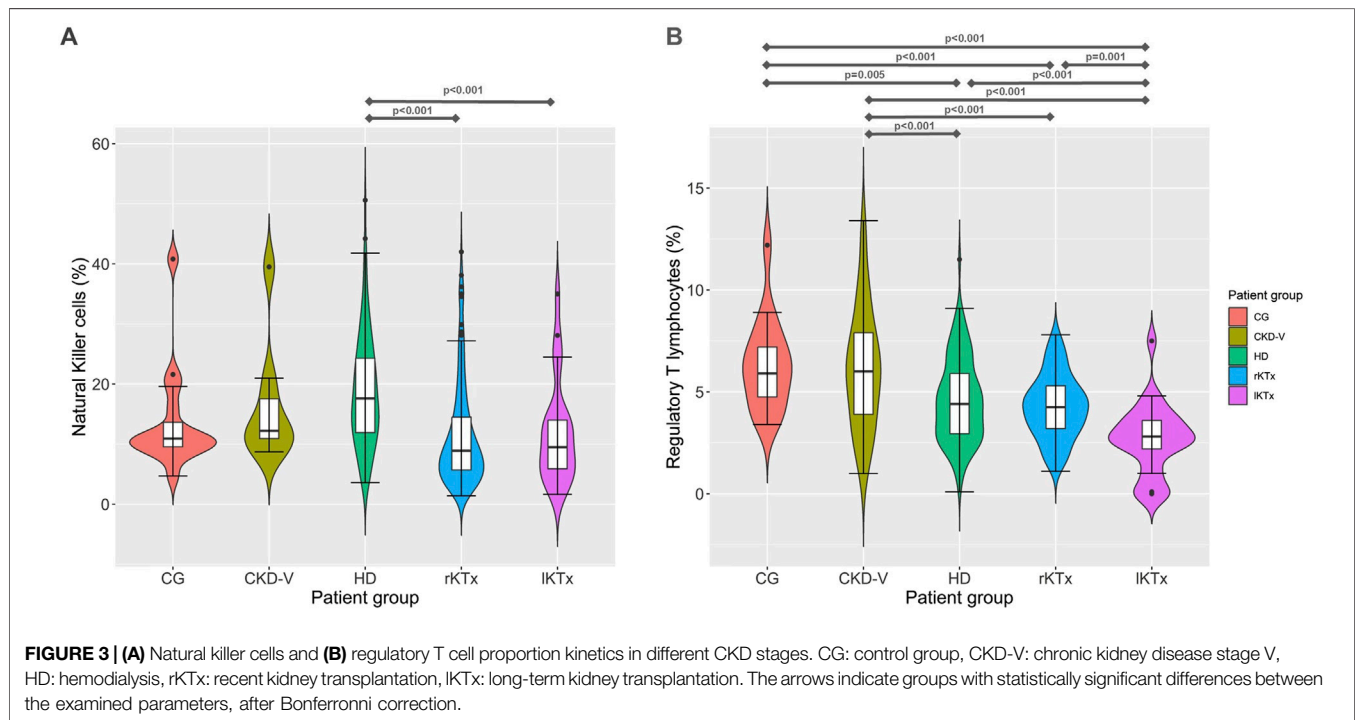 A
p<0.001
p<0.001
60
40
20
0
Natural Killer cells (%)
CG CKD-V HD rKTx lKTx
Patient group
B
p<0.001
p<0.001 p=0.001
p=0.005 p<0.001
p<0.001
p<0.001
p<0.001
15
10
5
0
Regulatory T lymphocytes (%)
CG CKD-V HD rKTx lKTx
Patient group
Patient group
CG
CKD-V
HD
rKTx
lKTx
FIGURE 3 | (A) Natural killer cells and (B) regulatory T cell proportion kinetics in different CKD stages. CG: control group, CKD-V: chronic kidney disease stage V,
HD: hemodialysis, rKTx: recent kidney transplantation, lKTx: long-term kidney transplantation. The arrows indicate groups with statistically significant differences between
the examined parameters, after Bonferronni correction.